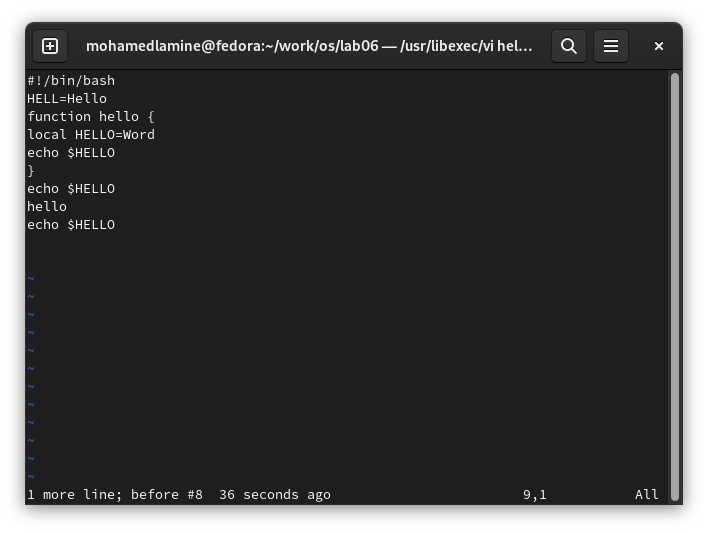 mohamedlamine@fedora:~/work/os/lab06 — /usr/libexec/vi hel...
#!/bin/bash
HELL=Hello
function hello {
local HELLO=Word
echo $HELLO
}
echo $HELLO
hello
echo $HELLO
~
~
~
~
~
~
~
~
~
~
~
~
1 more line; before #8  36 seconds ago 9,1 All